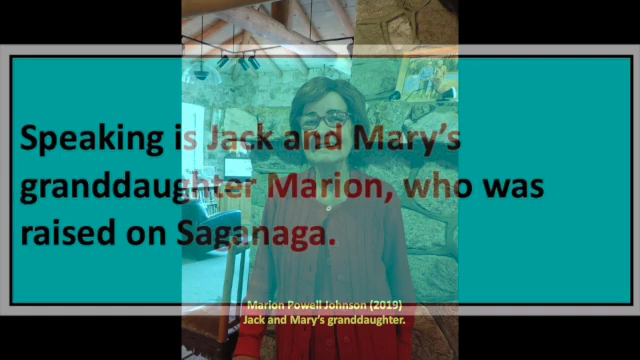 Speaking is Jack and Mary's
granddaughter Marion, who was
raised on Saganaga.
Marion Powell Johnson (2019)
Jack and Mary's granddaughter.